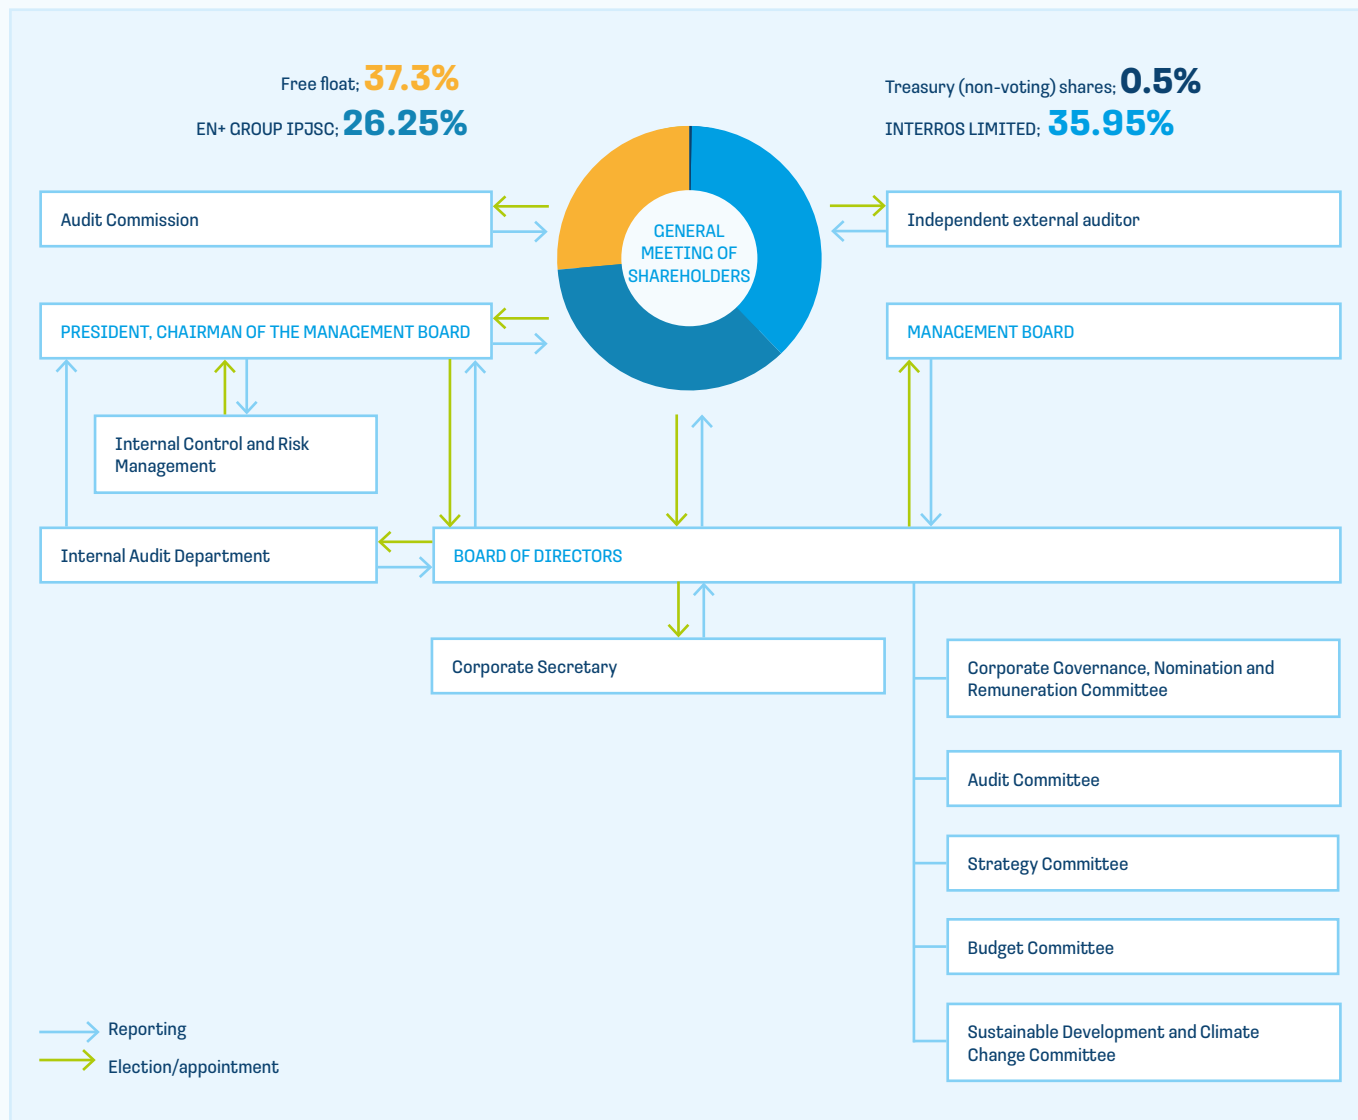 Free float; 37.3%
EN+ GROUP IPJSC; 26.25%
Treasury (non-voting) shares; 0.5%
INTERROS LIMITED; 35.95%
Audit Commission
GENERAL
MEETING OF
SHAREHOLDERS
Independent external auditor
PRESIDENT, CHAIRMAN OF THE MANAGEMENT BOARD
MANAGEMENT BOARD
Internal Control and Risk
Management
Internal Audit Department
BOARD OF DIRECTORS
Corporate Secretary
Corporate Governance, Nomination and
Remuneration Committee
Audit Committee
Strategy Committee
Budget Committee
Sustainable Development and Climate
Change Committee
Reporting
Election/appointment